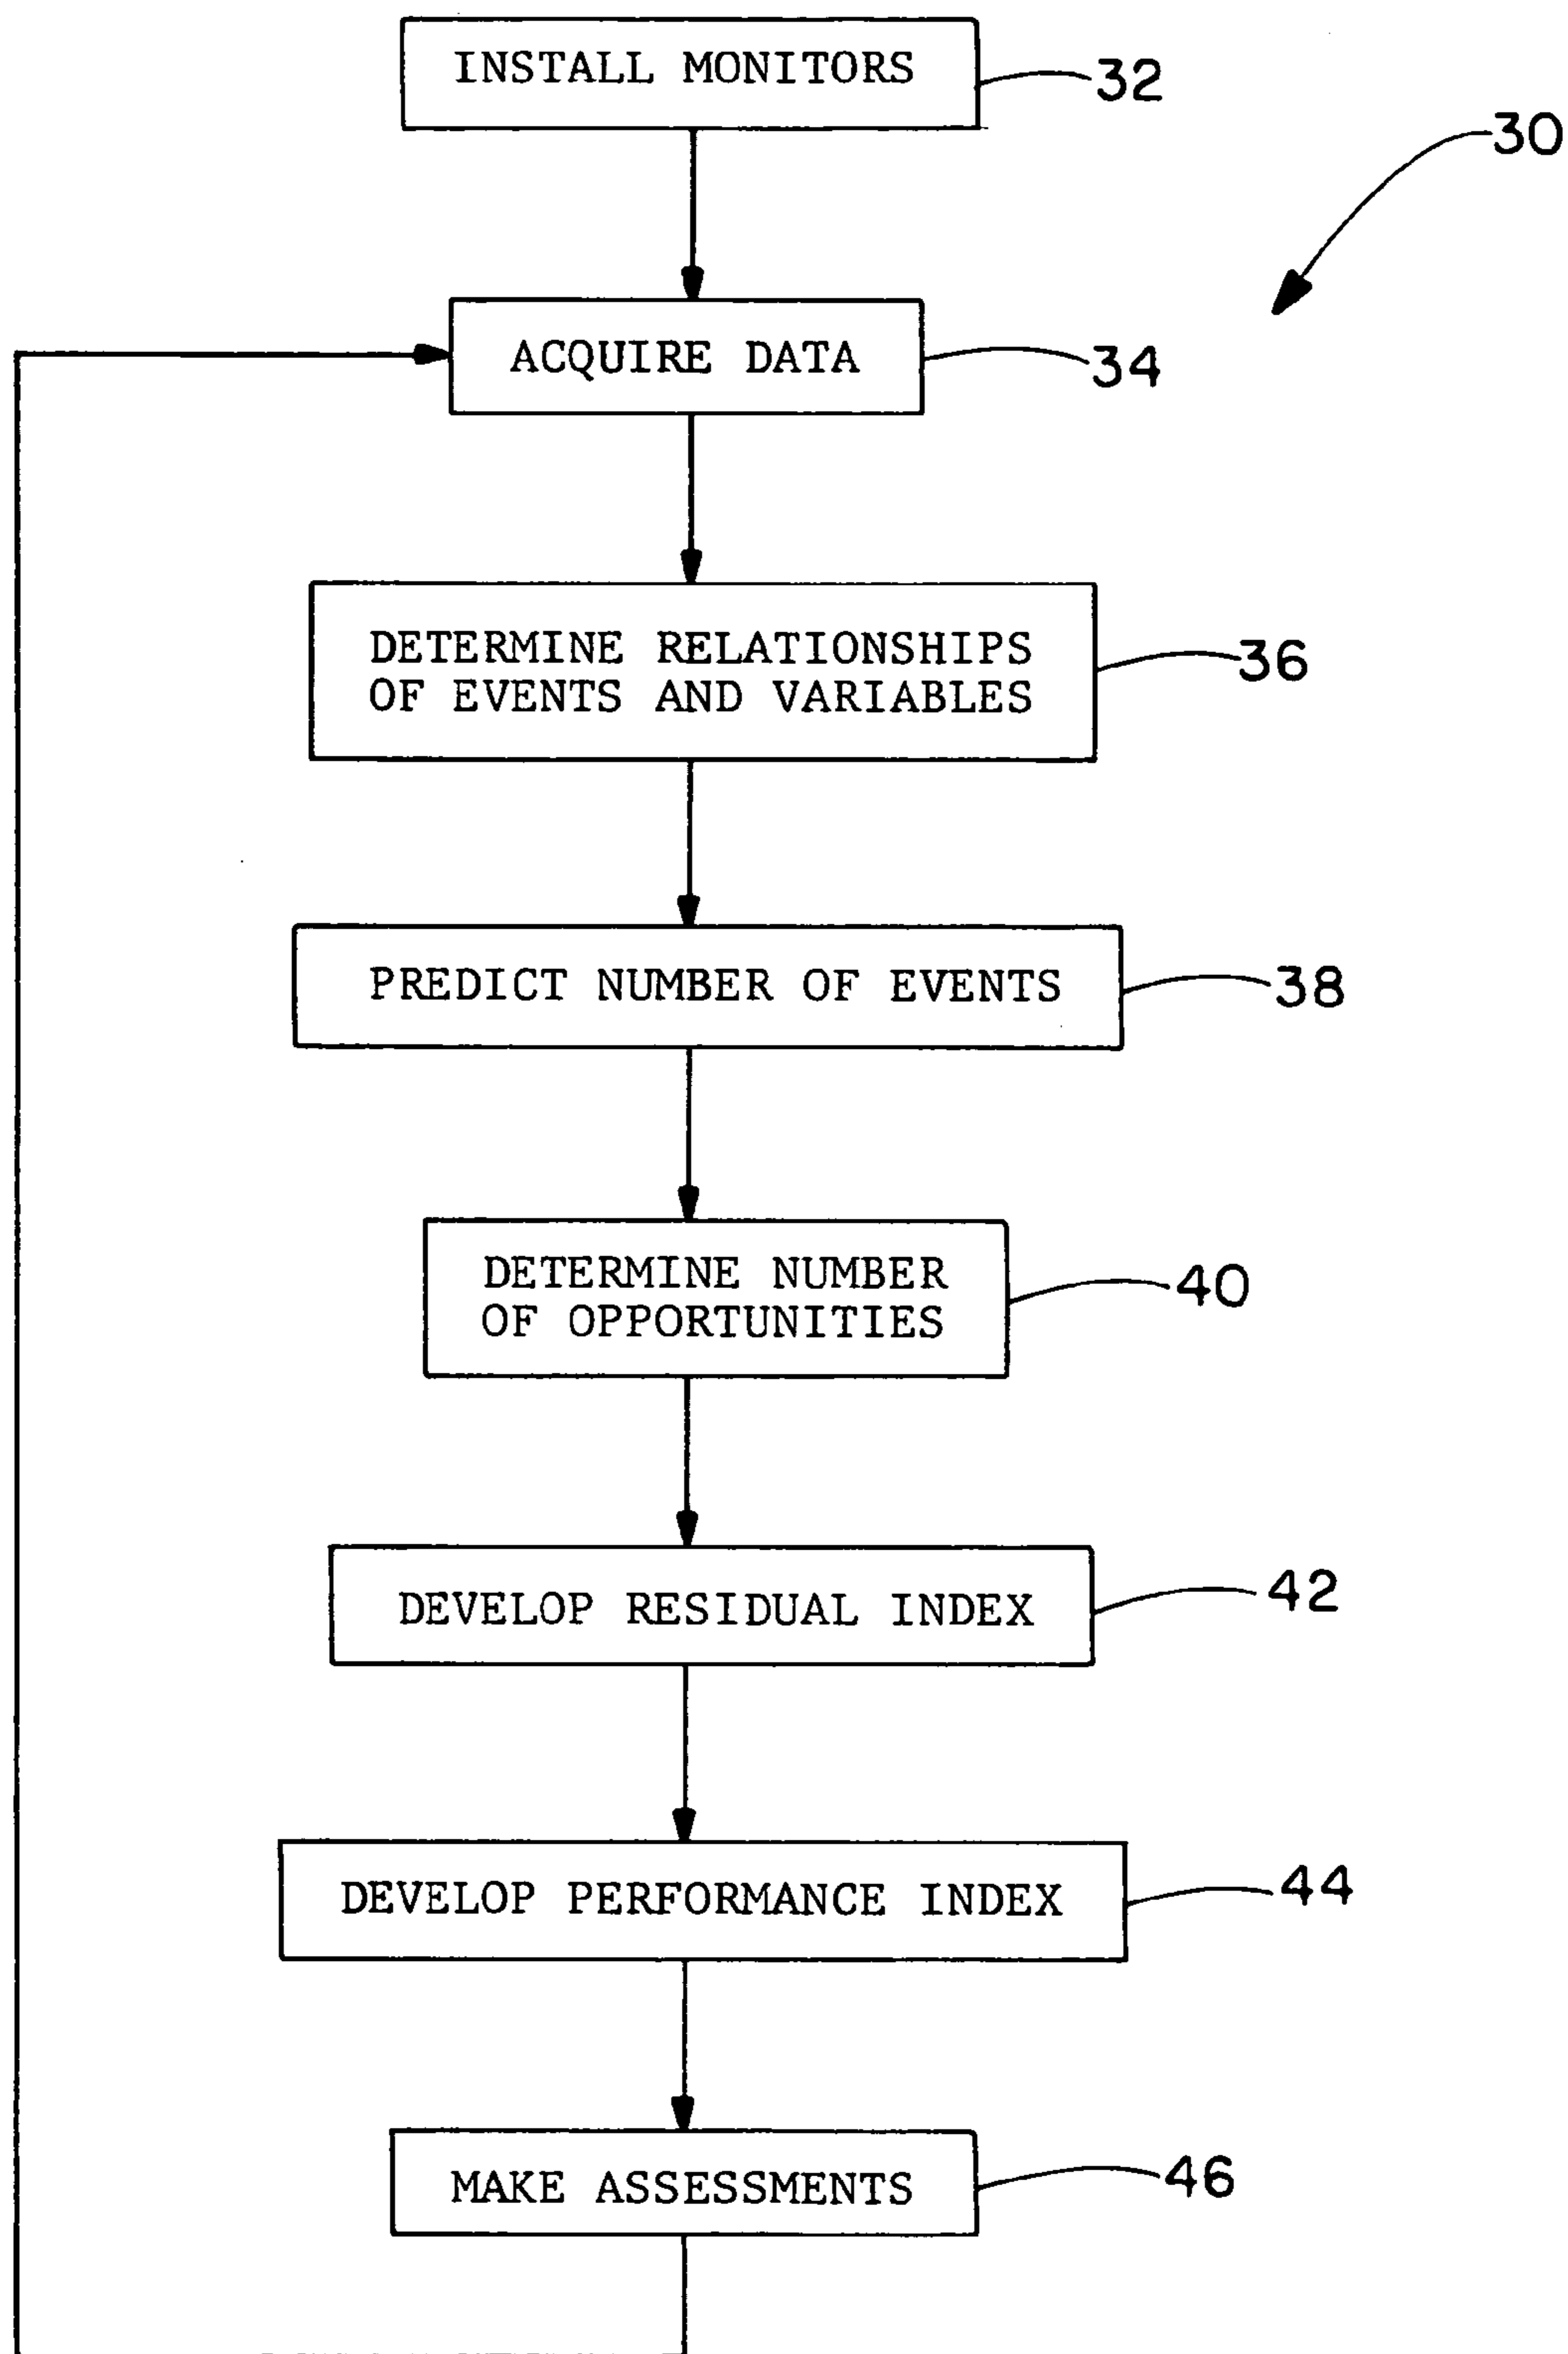 INSTALL MONITORS
32
30
ACQUIRE DATA
34
DETERMINE RELATIONSHIPS
OF EVENTS AND VARIABLES
36
PREDICT NUMBER OF EVENTS
38
DETERMINE NUMBER
OF OPPORTUNITIES
40
DEVELOP RESIDUAL INDEX
42
DEVELOP PERFORMANCE INDEX
44
MAKE ASSESSMENTS
46